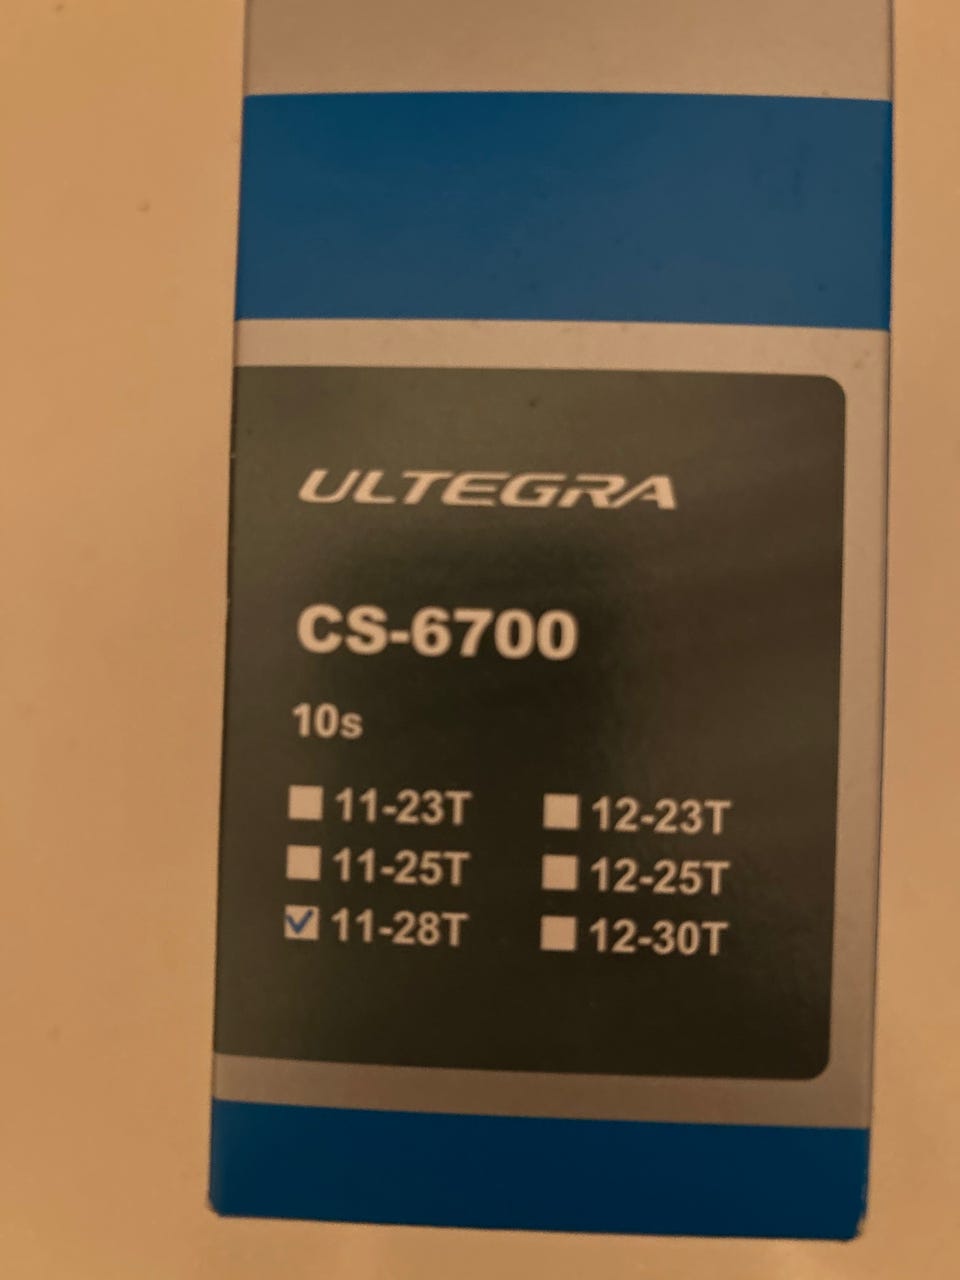 ULTEGRA
CS-6700
10s
11-23T 12-23T
11-25T 12-25T
11-28T 12-30T